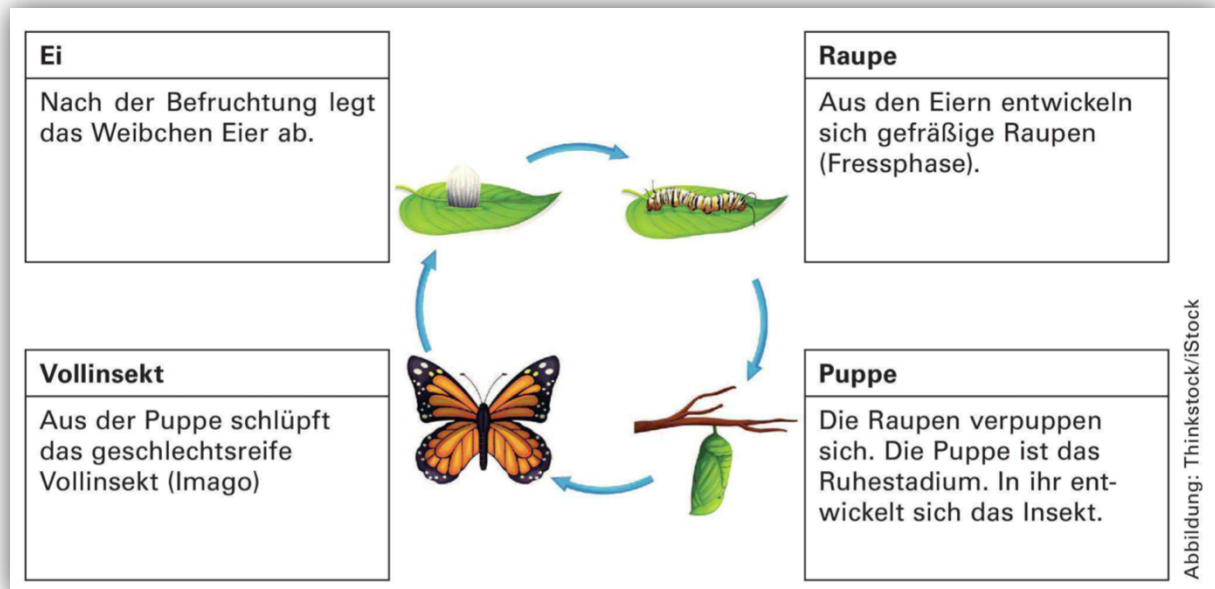 Ei
Nach der Befruchtung legt
das Weibchen Eier ab.
Raupe
Aus den Eiern entwickeln
sich gefräßige Raupen
(Fressphase).
Vollinsekt
Aus der Puppe schlüpft
das geschlechtsreife
Vollinsekt (Imago)
Puppe
Die Raupen verpuppen
sich. Die Puppe ist das
Ruhestadium. In ihr ent-
wickelt sich das Insekt.
Abbildung: Thinkstock/iStock